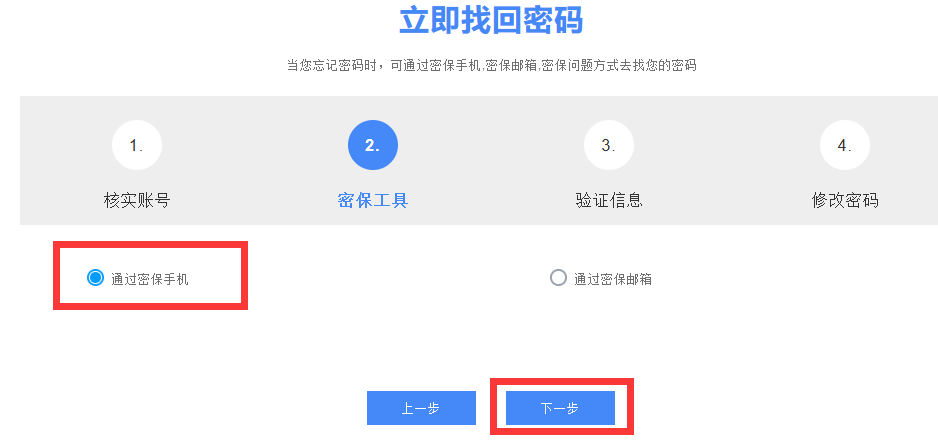 立即找回密码
当您忘记密码时，可通过密保手机,密保邮箱,密保问题方式去找您的密码
1. 2. 3. 4.
核实账号 密保工具 验证信息 修改密码
通过密保手机 通过密保邮箱
上一步 下一步